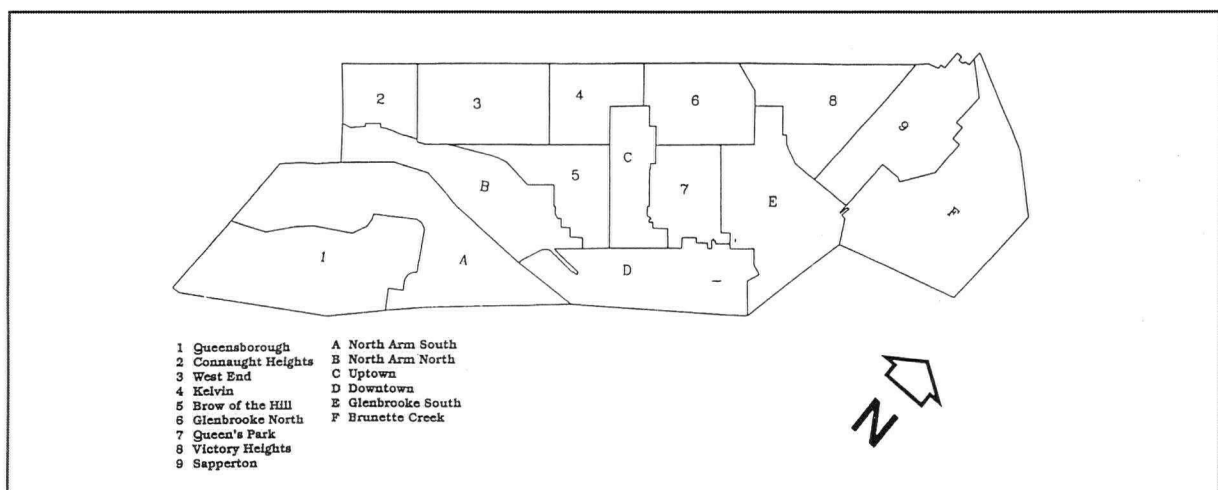 2
3
4
6
8
9
C
B
5
7
E
F
1
A
D
1 Queensborough
2 Connaught Heights
3 West End
4 Kelvin
5 Brow of the Hill
6 Glenbrooke North
7 Queen's Park
8 Victory Heights
9 Sapperton
A North Arm South
B North Arm North
C Uptown
D Downtown
E Glenbrooke South
F Brunette Creek
N